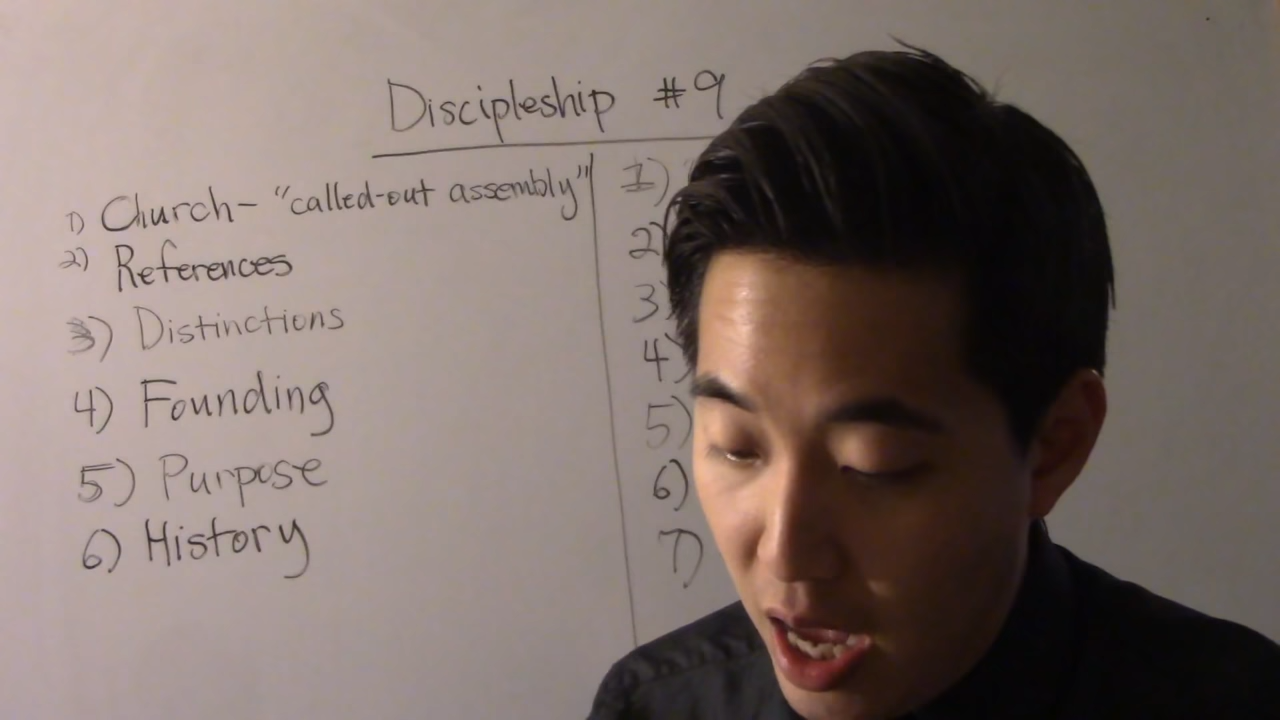 Discipleship #9
1) Church- "called-out assembly"
2) References
3) Distinctions
4) Founding
5) Purpose
6) History
1)
2)
3)
4)
5)
6)
7)